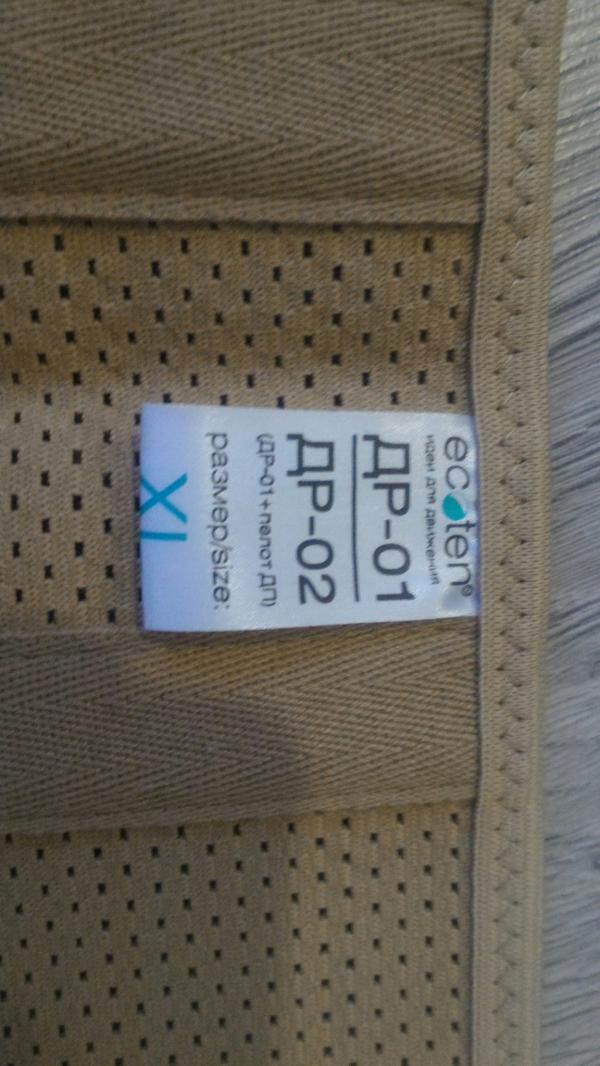 ecoten®
идеи для движения
ДР-01
ДР-02
(ДР-01+пелот ДП)
размер/size:
XL